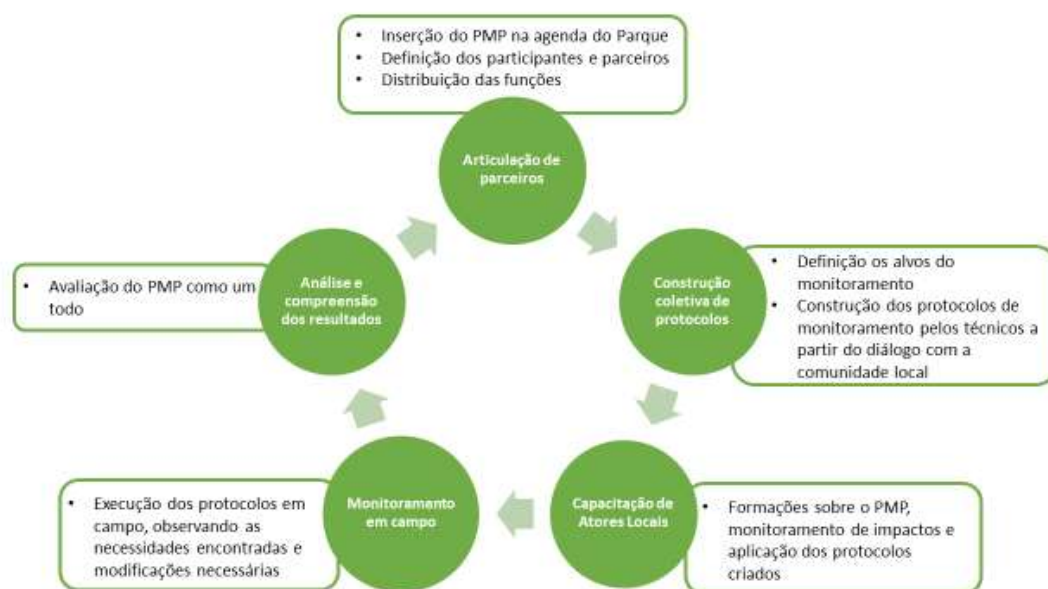 • Inserção do PMP na agenda do Parque
• Definição dos participantes e parceiros
• Distribuição das funções
Articulação de
parceiros
Construção
coletiva de
protocolos
• Definição os alvos do
monitoramento
• Construção dos protocolos de
monitoramento pelos técnicos a
partir do diálogo com a
comunidade local
Capacitação de
Atores Locais
• Formações sobre o PMP,
monitoramento de impactos e
aplicação dos protocolos
criados
Monitoramento
em campo
• Execução dos protocolos em
campo, observando as
necessidades encontradas e
modificações necessárias
Análise e
compreensão
dos resultados
• Avaliação do PMP como um
todo